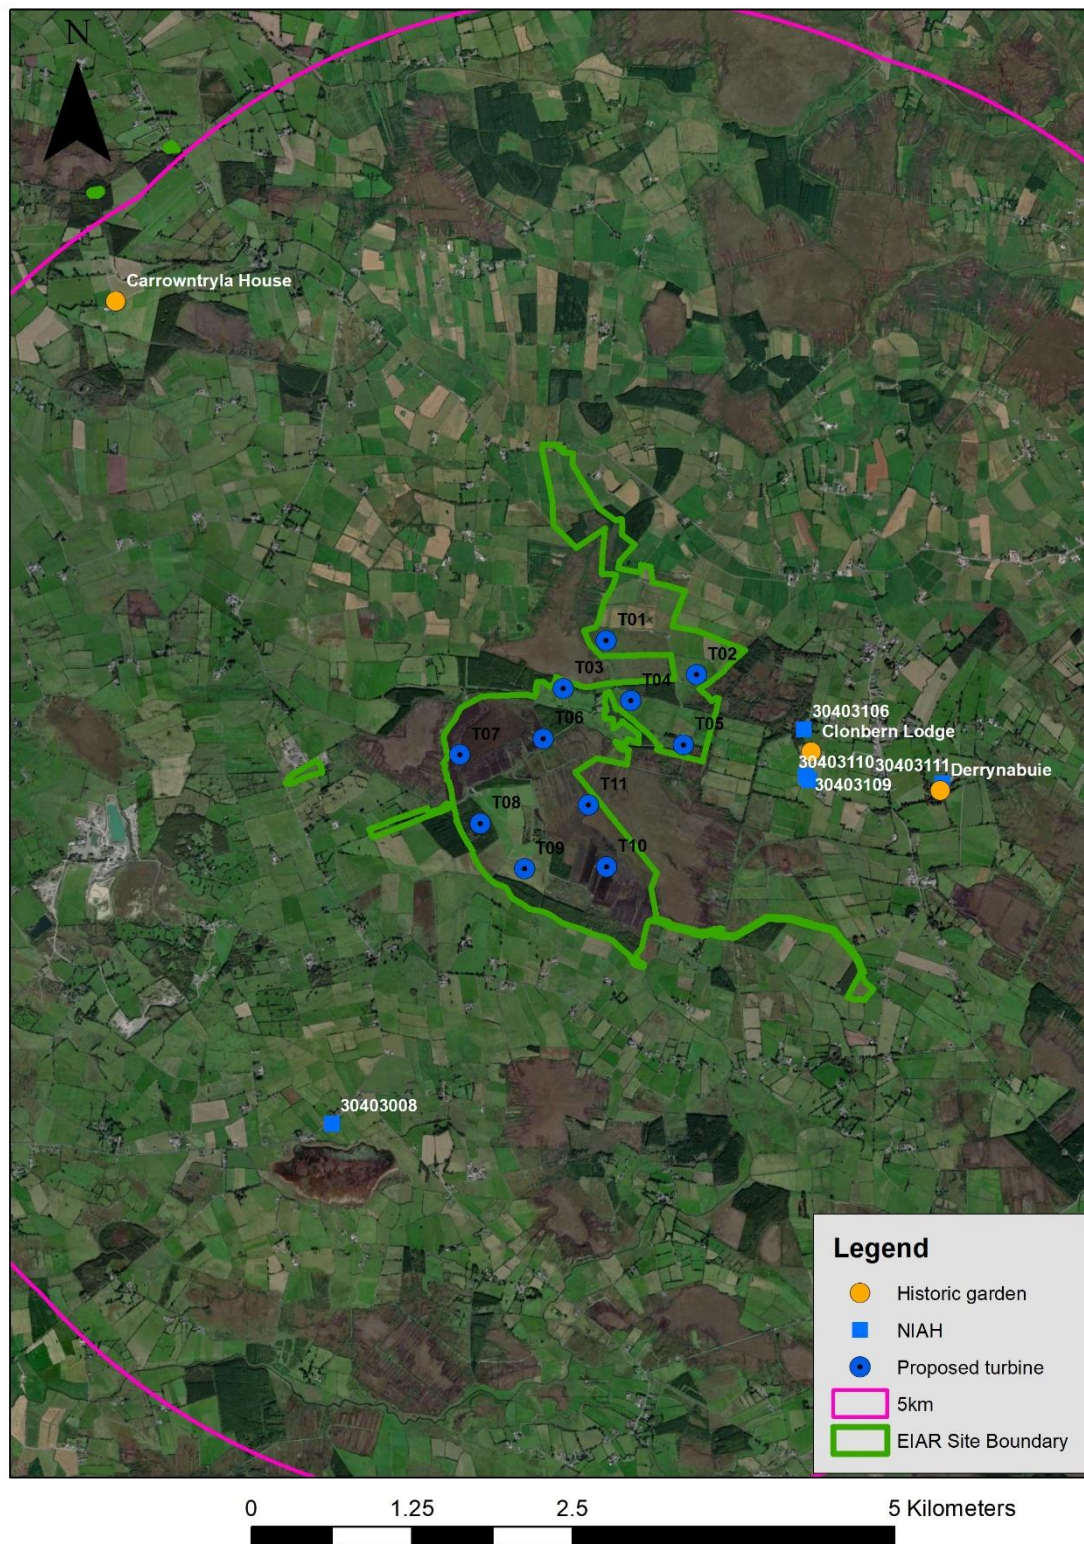 N
Carrowntryla House
T01
T02
T03
T04
T05
T06
T07
30403106
Clonbern Lodge
30403110
30403111
Derrynabuie
30403109
T11
T08
T10
T09
30403008
Legend
Historic garden
NIAH
Proposed turbine
5km
EIAR Site Boundary
0 1.25 2.5 5 Kilometers